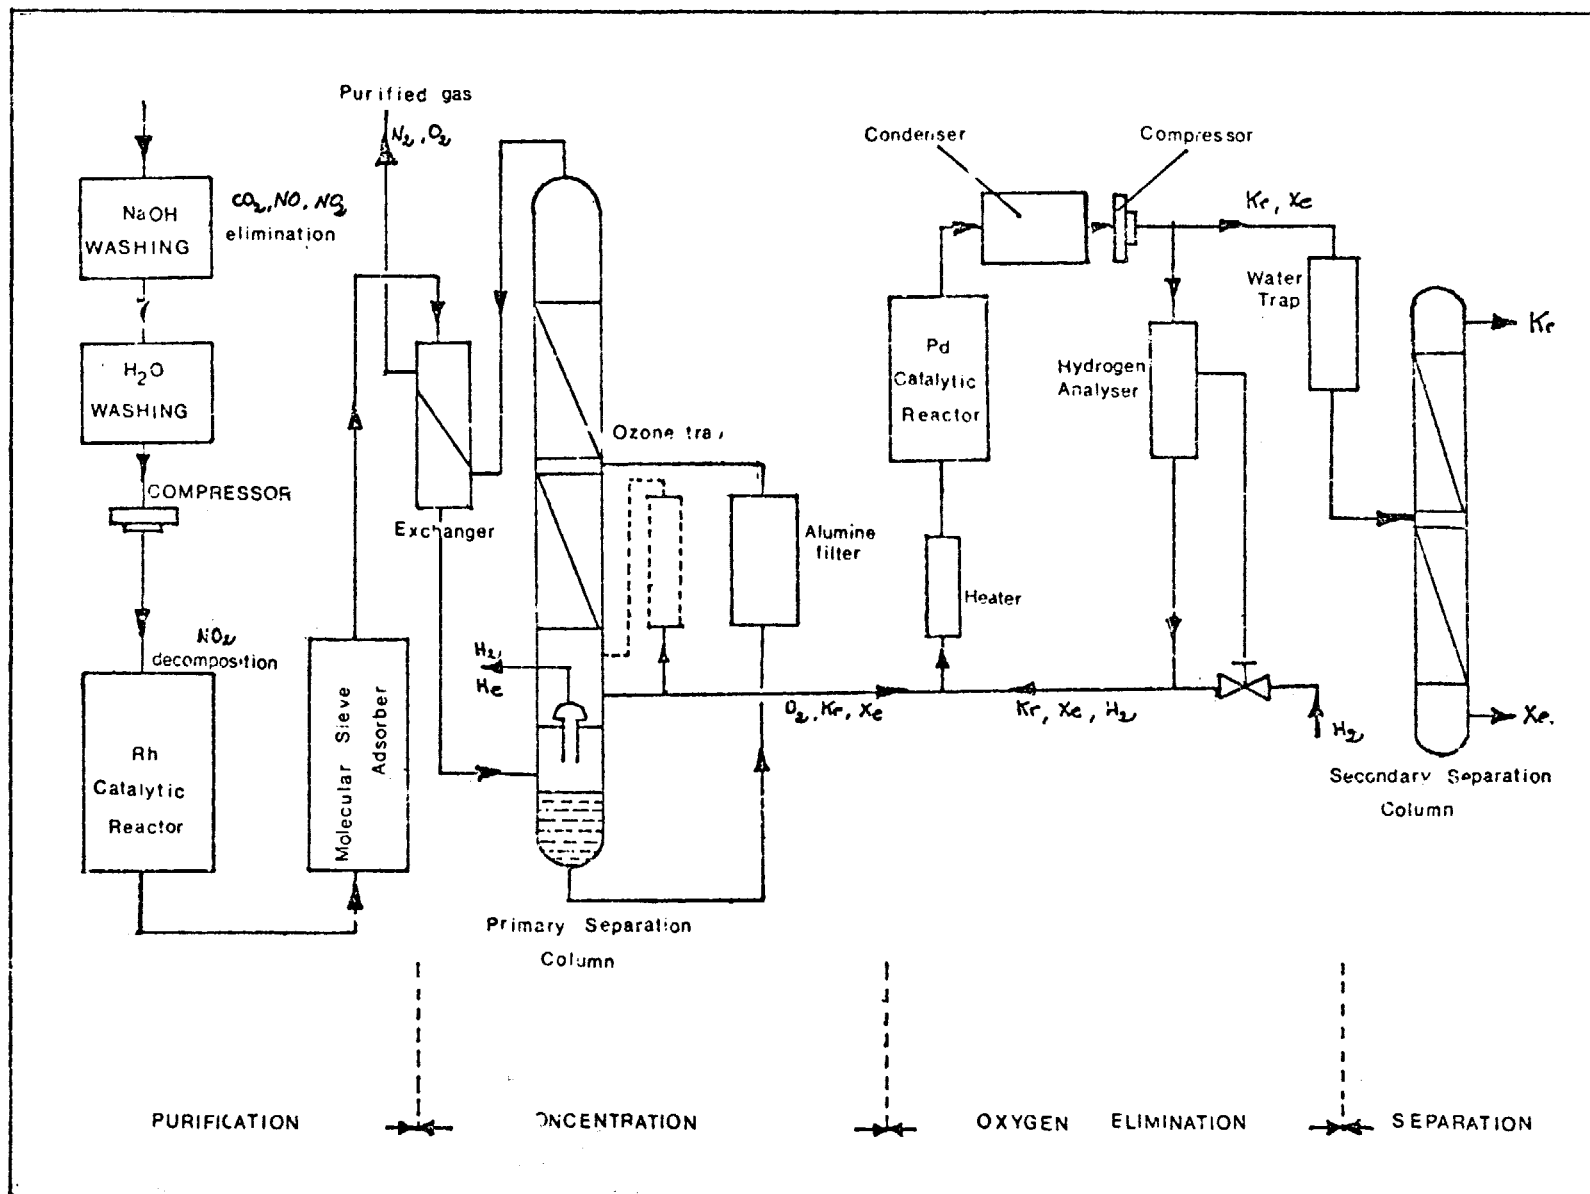 Purified gas
N2, O2
Condenser
Compressor
NaOH
WASHING
CO2, NO, NO2
elimination
Kr, Xe
Water
Trap
H2O
WASHING
Pd
Catalytic
Reactor
Hydrogen
Analyser
Kr
Ozone tra
COMPRESSOR
Exchanger
Alumine
filter
Heater
NO2
decomposition
H2,
He
O2, Kr, Xe
Kr, Xe, H2
H2
Xe.
Rh
Catalytic
Reactor
Molecular Sieve
Adsorber
Secondary Separation
Column
Primary Separation
Column
PURIFICATION
ONCENTRATION
OXYGEN ELIMINATION
SEPARATION